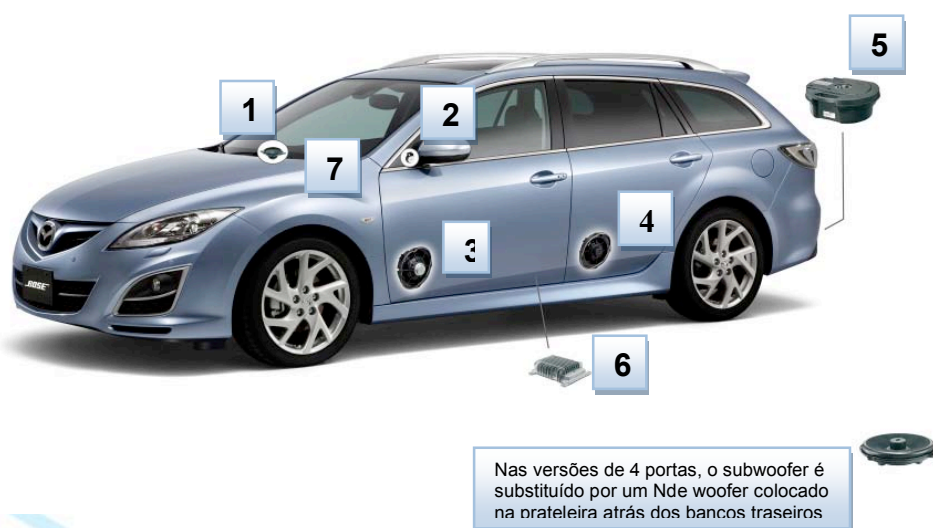 5
1
2
7
3
4
BOSE
6
Nas versões de 4 portas, o subwoofer é
substituído por um Nde woofer colocado
na prateleira atrás dos bancos traseiros